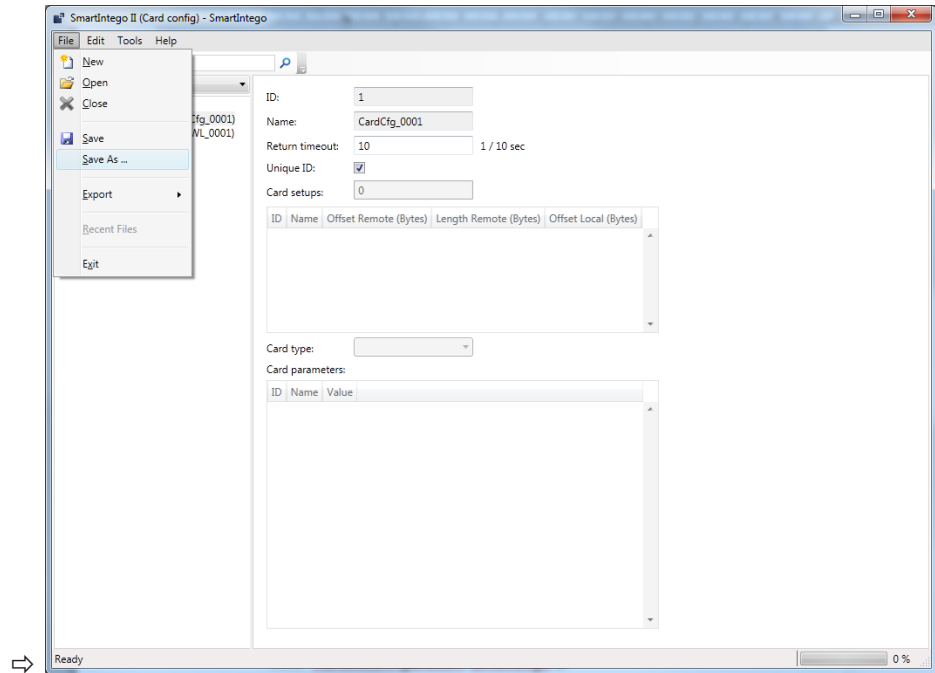 SmartIntego II (Card config) - SmartIntego
File Edit Tools Help
New
Open
Close
Save
Save As ...
Export
Recent Files
Exit
Cfg_0001)
WL_0001)
ID: 1
Name: CardCfg_0001
Return timeout: 10 1 / 10 sec
Unique ID:
Card setups: 0
ID Name Offset Remote (Bytes) Length Remote (Bytes) Offset Local (Bytes)
Card type:
Card parameters:
ID Name Value
Ready 0 %